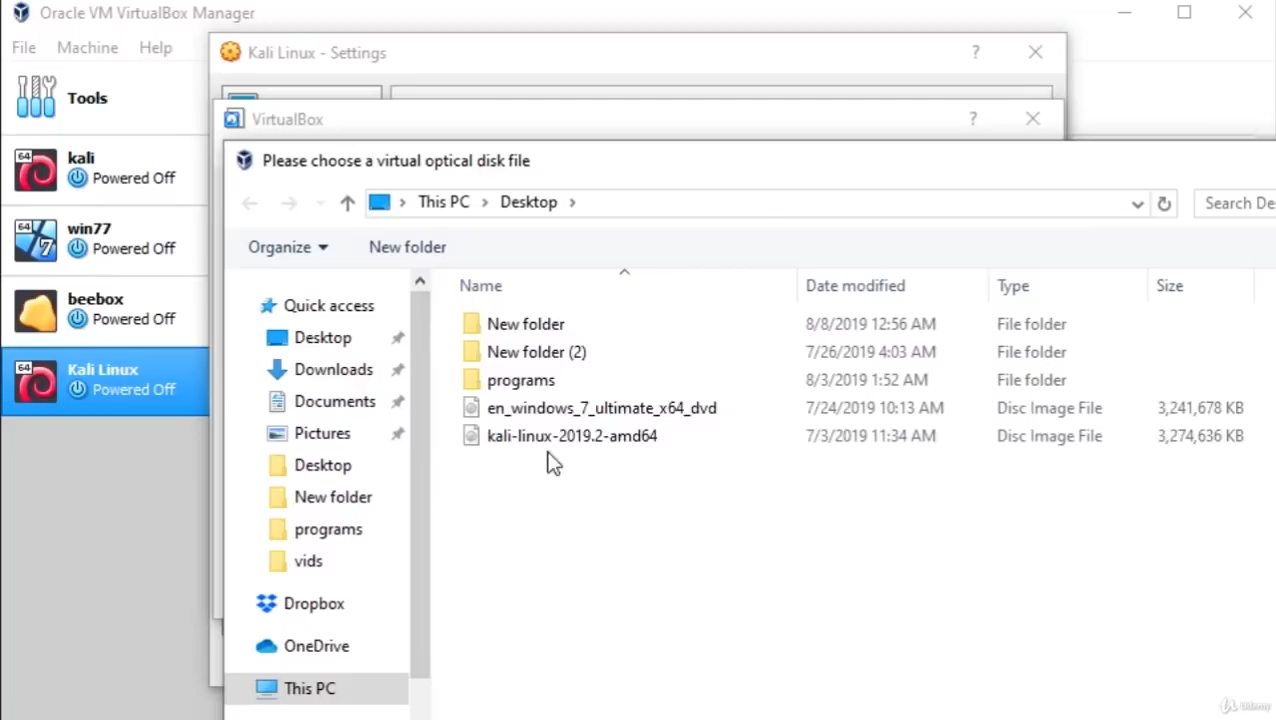 Oracle VM VirtualBox Manager
File Machine Help
Kali Linux - Settings ?
Tools
VirtualBox ?
Please choose a virtual optical disk file
64 kali
Powered Off
This PC > Desktop >
Search De
64 win77
Powered Off
Organize New folder
Name Date modified Type Size
beebox
Powered Off
Quick access
New folder 8/8/2019 12:56 AM File folder
Desktop
New folder (2) 7/26/2019 4:03 AM File folder
64 Kali Linux
Powered Off
Downloads
programs 8/3/2019 1:52 AM File folder
Documents
en_windows_7_ultimate_x64_dvd 7/24/2019 10:13 AM Disc Image File 3,241,678 KB
Pictures
kali-linux-2019.2-amd64 7/3/2019 11:34 AM Disc Image File 3,274,636 KB
Desktop
New folder
programs
vids
Dropbox
OneDrive
This PC
Udemy